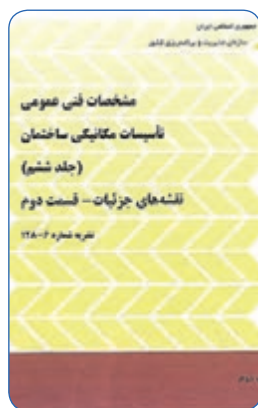 جمهوری اسلامی ایران
سازمان مدیریت و برنامه‌ریزی کشور
مشخصات فنی عمومی
تأسیسات مکانیکی ساختمان
(جلد ششم)
نقشه‌های جزئیات - قسمت دوم
نشریه شماره ۶-۱۲۸